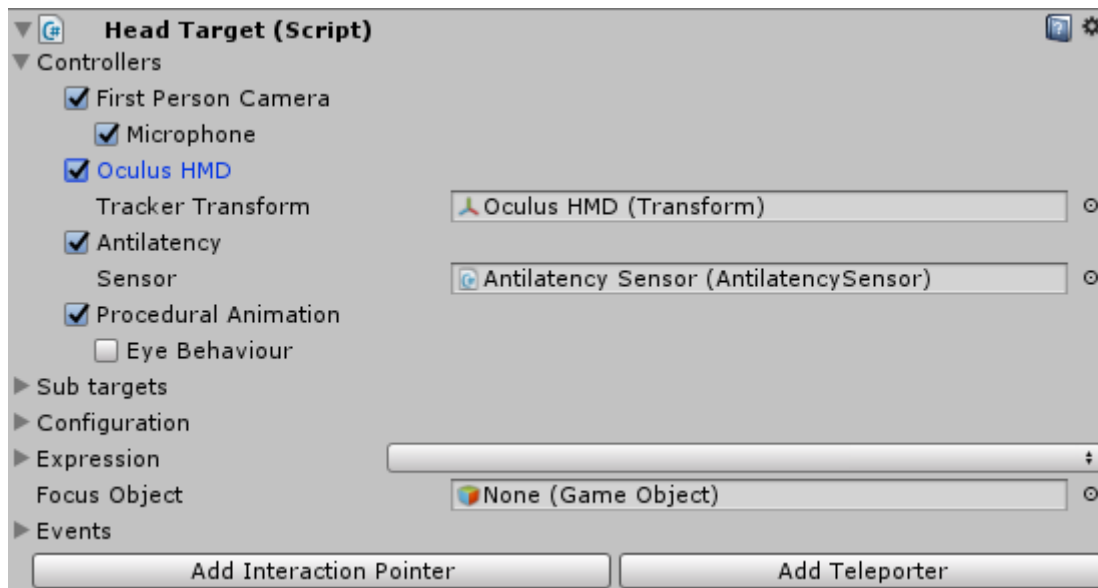 Head Target (Script)
Controllers
First Person Camera
Microphone
Oculus HMD
Tracker Transform Oculus HMD (Transform)
Antilatency
Sensor Antilatency Sensor (AntilatencySensor)
Procedural Animation
Eye Behaviour
Sub targets
Configuration
Expression
Focus Object None (Game Object)
Events
Add Interaction Pointer Add Teleporter